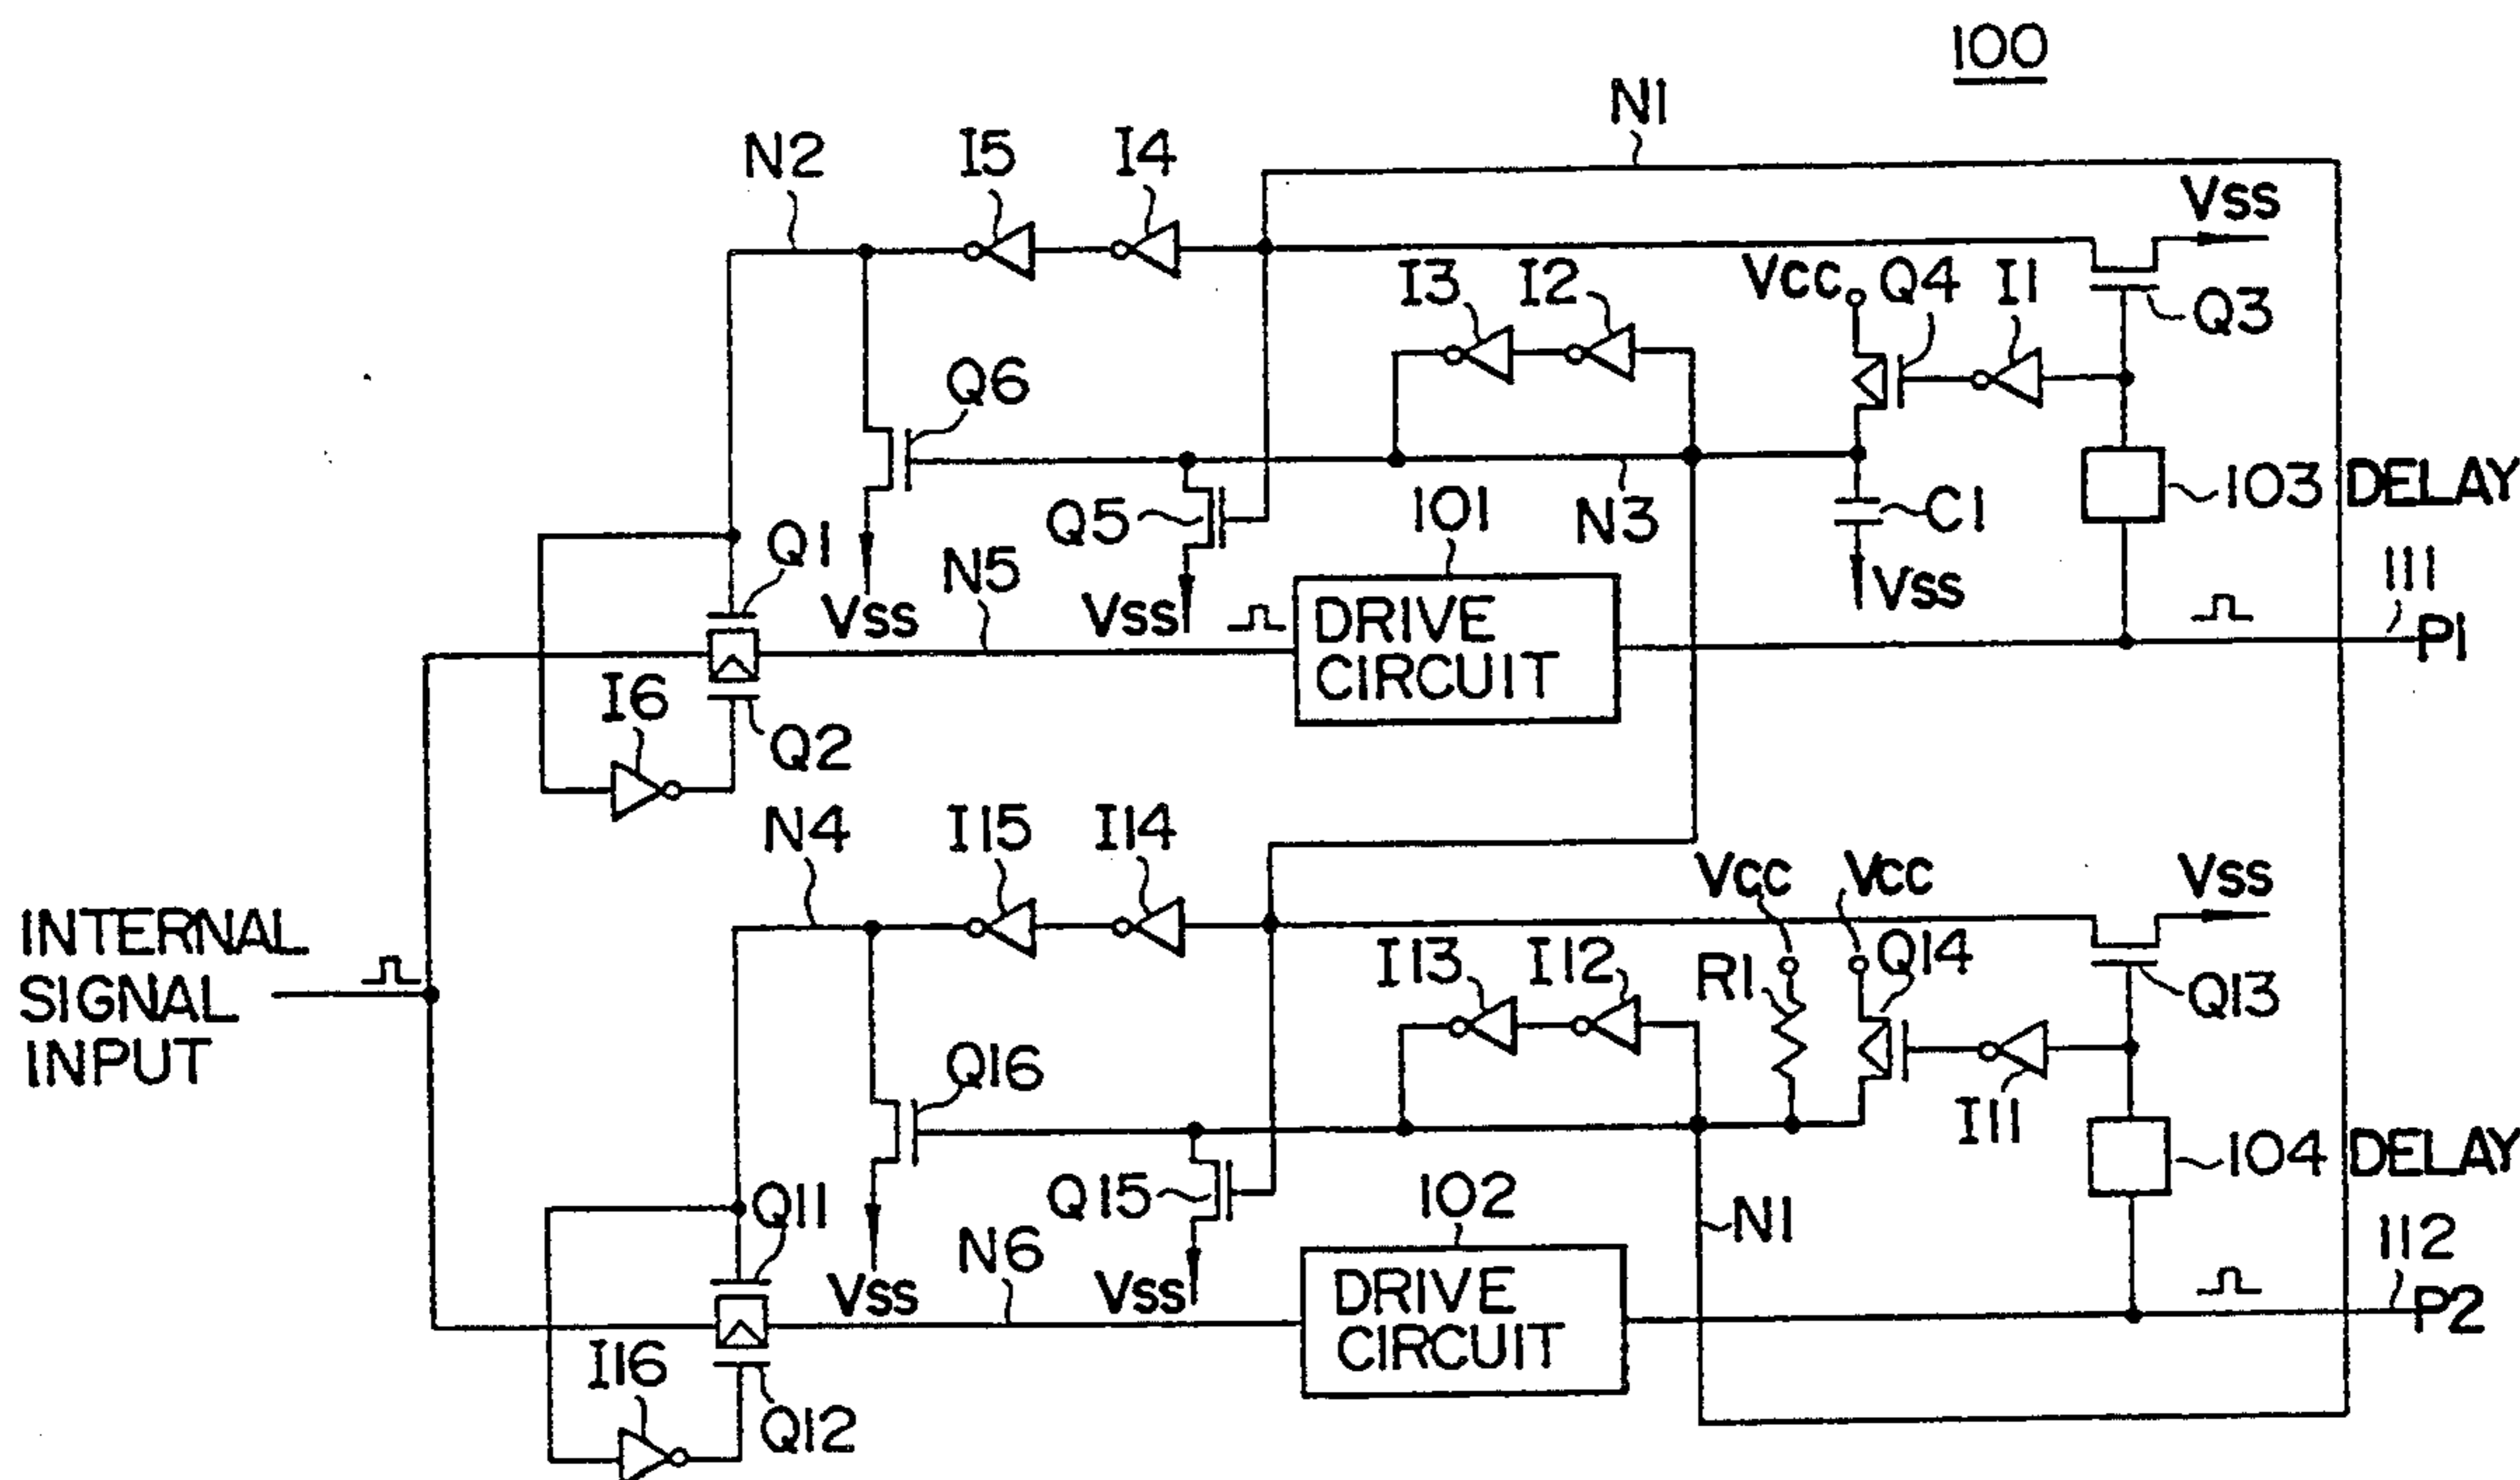 100
N1
N2
I5
I4
VSS
I3
I2
VCC
Q4
I1
Q3
Q6
Q5
101
N3
C1
103
DELAY
Q1
N5
VSS
VSS
VSS
111
DRIVE
CIRCUIT
P1
I6
Q2
N4
I15
I14
VCC
VCC
VSS
INTERNAL
SIGNAL
INPUT
I13
I12
R1
Q14
Q13
Q16
I11
104
DELAY
Q11
Q15
102
N1
N6
112
VSS
VSS
DRIVE
CIRCUIT
P2
I16
Q12